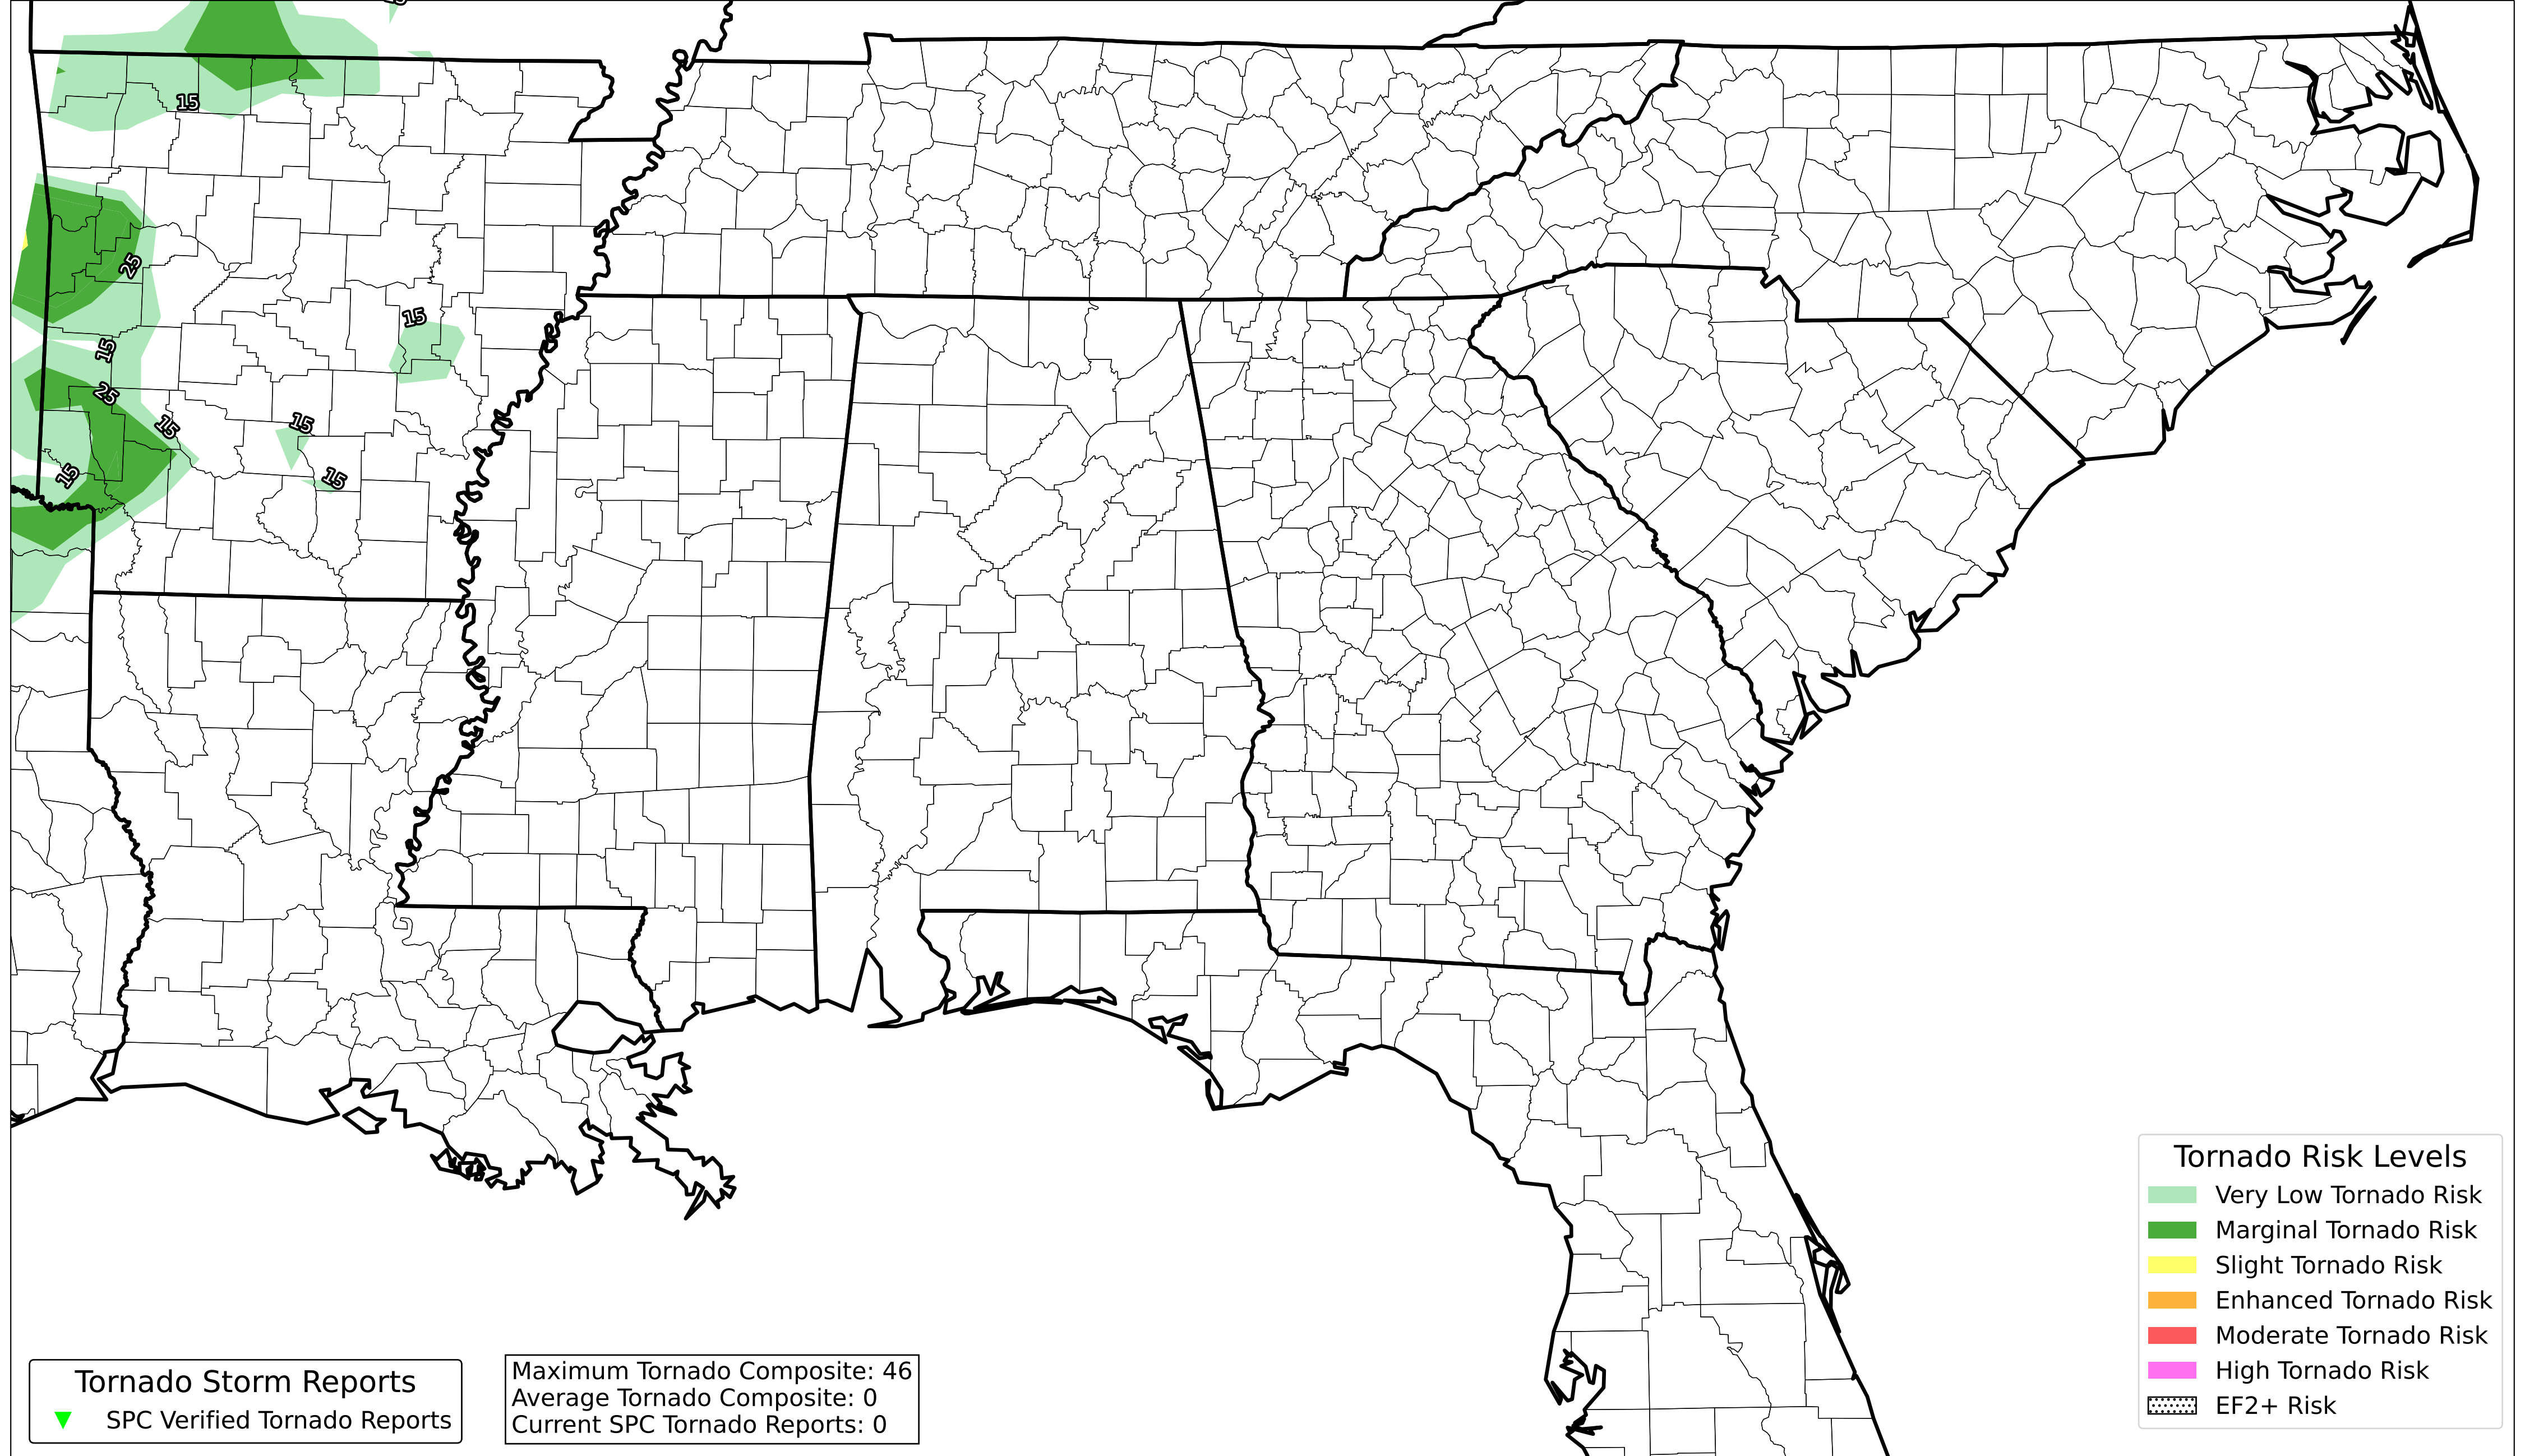 15
25
15
15
25
15
15
15
15
Tornado Storm Reports
SPC Verified Tornado Reports
Maximum Tornado Composite: 46
Average Tornado Composite: 0
Current SPC Tornado Reports: 0
Tornado Risk Levels
Very Low Tornado Risk
Marginal Tornado Risk
Slight Tornado Risk
Enhanced Tornado Risk
Moderate Tornado Risk
High Tornado Risk
EF2+ Risk